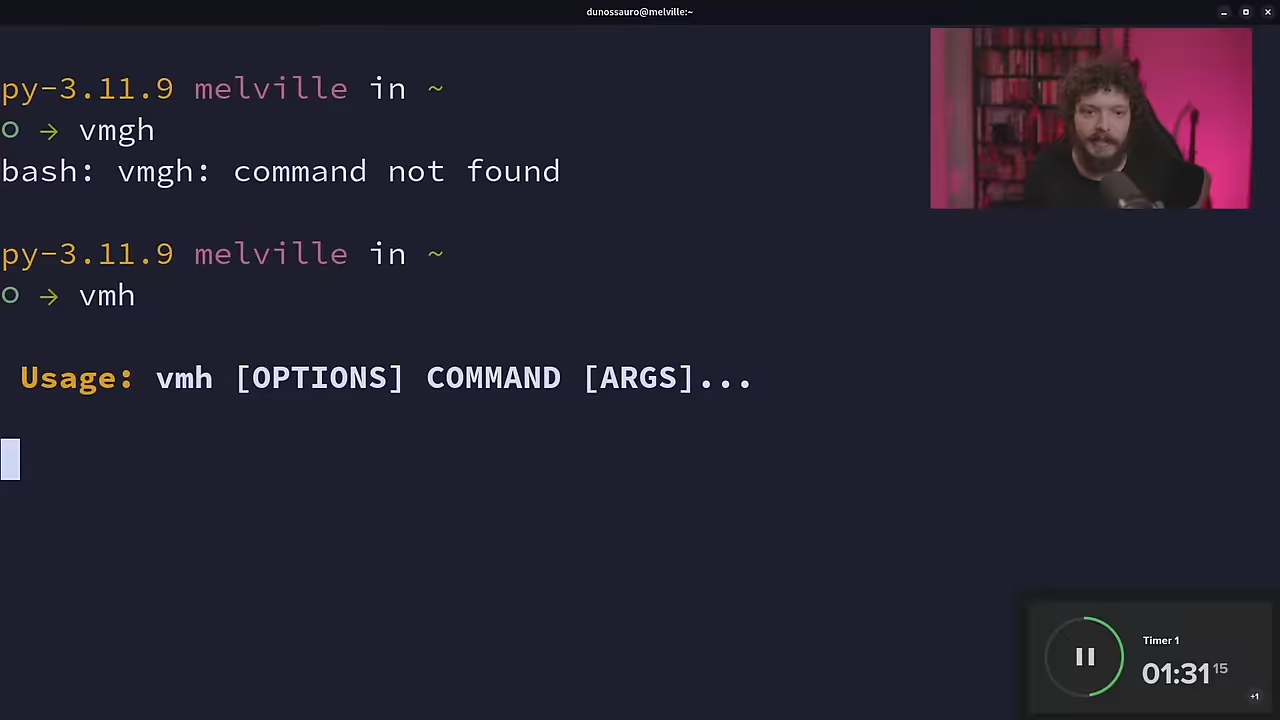 dunossauro@melville:~
py-3.11.9 melville in ~
○ → vmgh
bash: vmgh: command not found
py-3.11.9 melville in ~
○ → vmh
Usage: vmh [OPTIONS] COMMAND [ARGS]...
Timer 1
01:31 15
+1